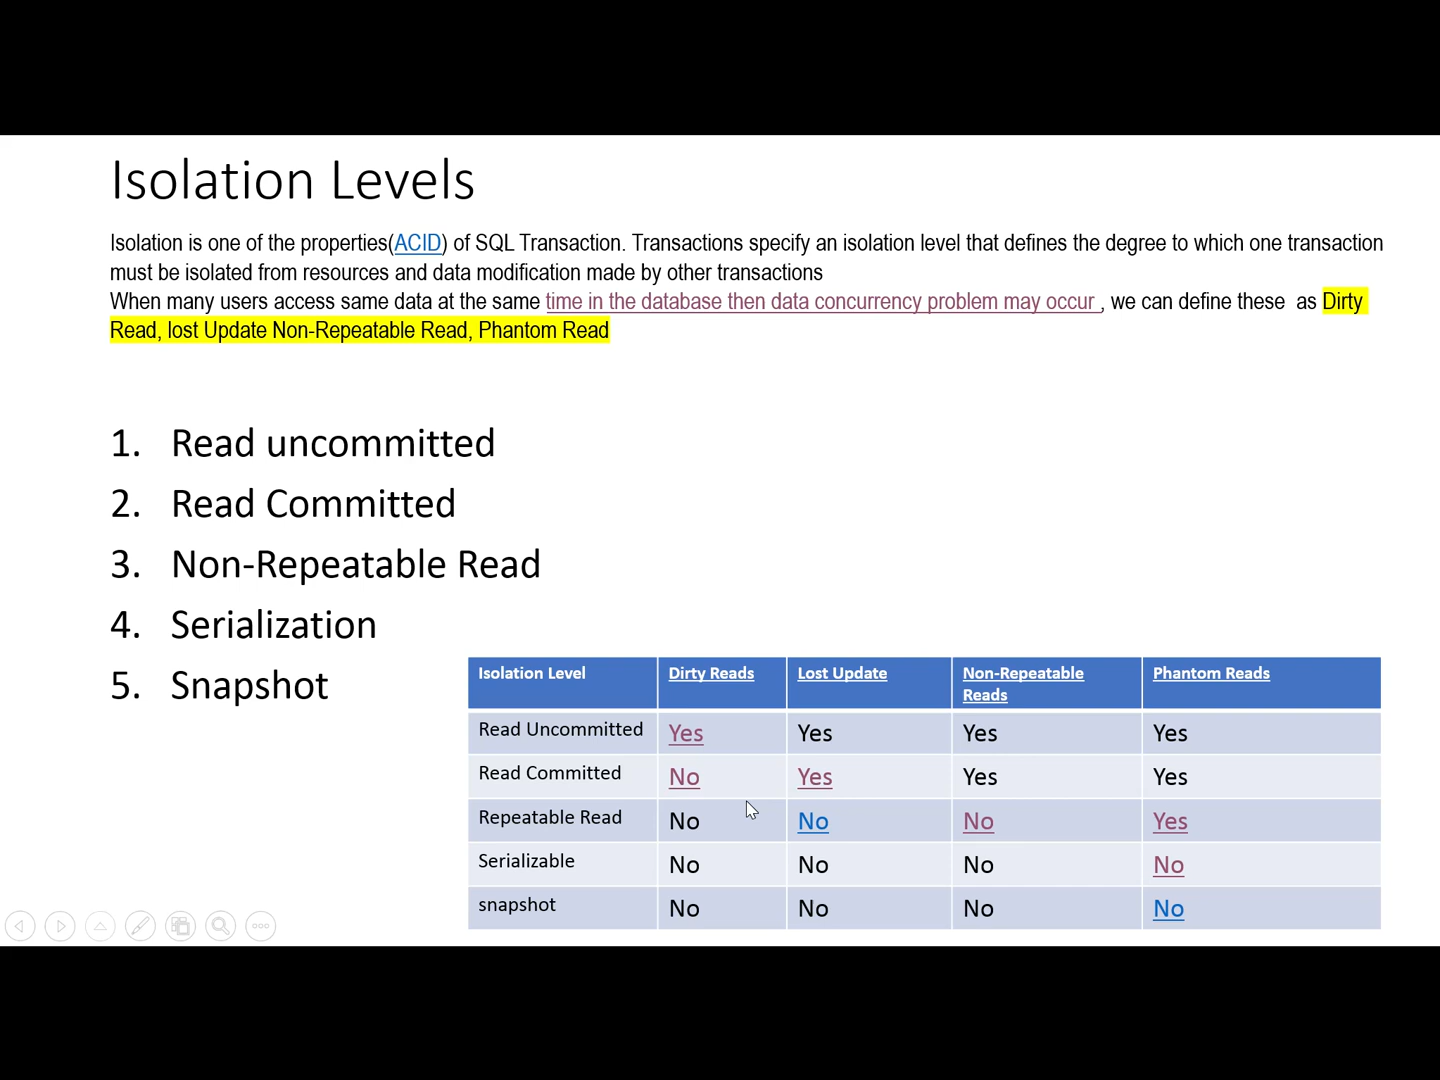 Isolation Levels
Isolation is one of the properties(ACID) of SQL Transaction. Transactions specify an isolation level that defines the degree to which one transaction
must be isolated from resources and data modification made by other transactions
When many users access same data at the same time in the database then data concurrency problem may occur , we can define these  as Dirty
Read, lost Update Non-Repeatable Read, Phantom Read
1. Read uncommitted
2. Read Committed
3. Non-Repeatable Read
4. Serialization
5. Snapshot
Isolation Level Dirty Reads Lost Update Non-Repeatable Phantom Reads
Reads
Read Uncommitted Yes Yes Yes Yes
Read Committed No Yes Yes Yes
Repeatable Read No No No Yes
Serializable No No No No
snapshot No No No No